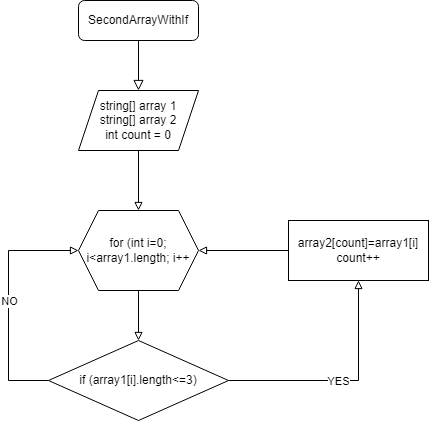 SecondArrayWithIf
string[] array 1
string[] array 2
int count = 0
for (int i=0;
i<array1.length; i++
array2[count]=array1[i]
count++
NO
if (array1[i].length<=3)
YES